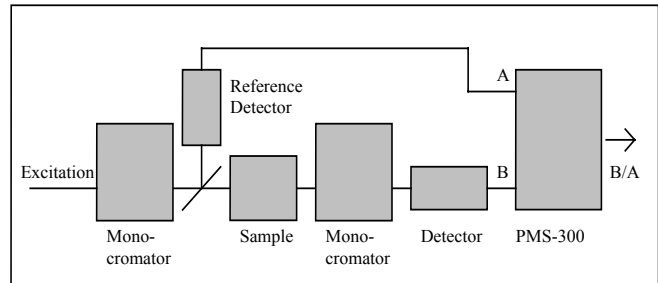 A
Reference
Detector
Excitation
B
B/A
Mono-
cromator
Sample
Mono-
cromator
Detector
PMS-300